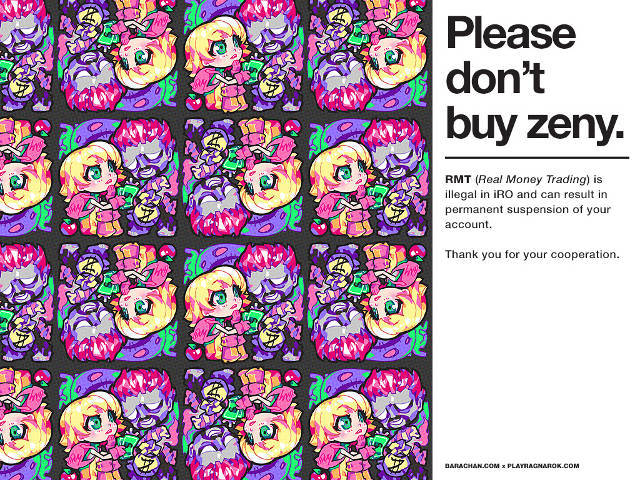 Please
don't
buy zeny.
RMT (Real Money Trading) is
illegal in iRO and can result in
permanent suspension of your
account.
Thank you for your cooperation.
BARACHAN.COM x PLAYRAGNAROK.COM